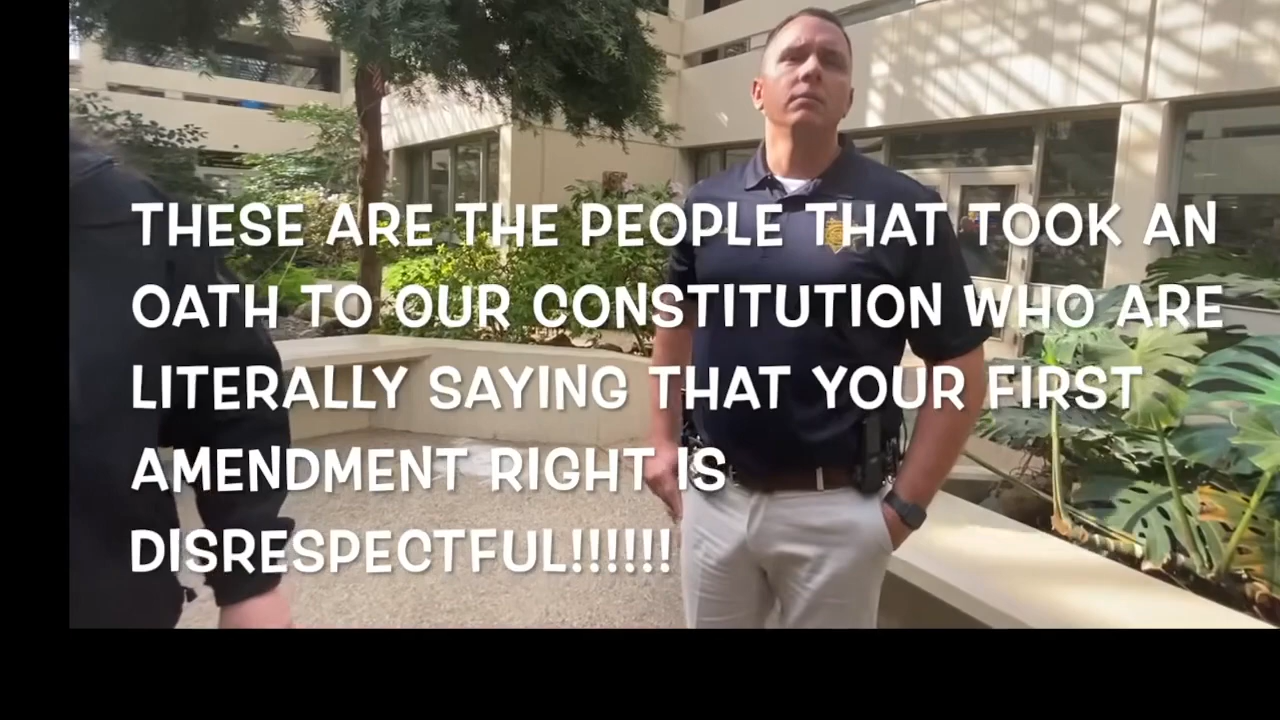 THESE ARE THE PEOPLE THAT TOOK AN
OATH TO OUR CONSTITUTION WHO ARE
LITERALLY SAYING THAT YOUR FIRST
AMENDMENT RIGHT IS
DISRESPECTFUL!!!!!!